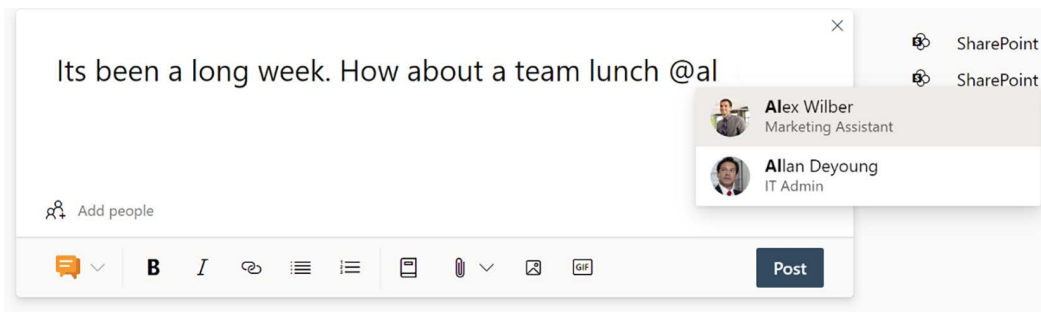 SharePoint
Its been a long week. How about a team lunch @al
SharePoint
Alex Wilber
Marketing Assistant
Allan Deyoung
IT Admin
Add people
B I GIF Post